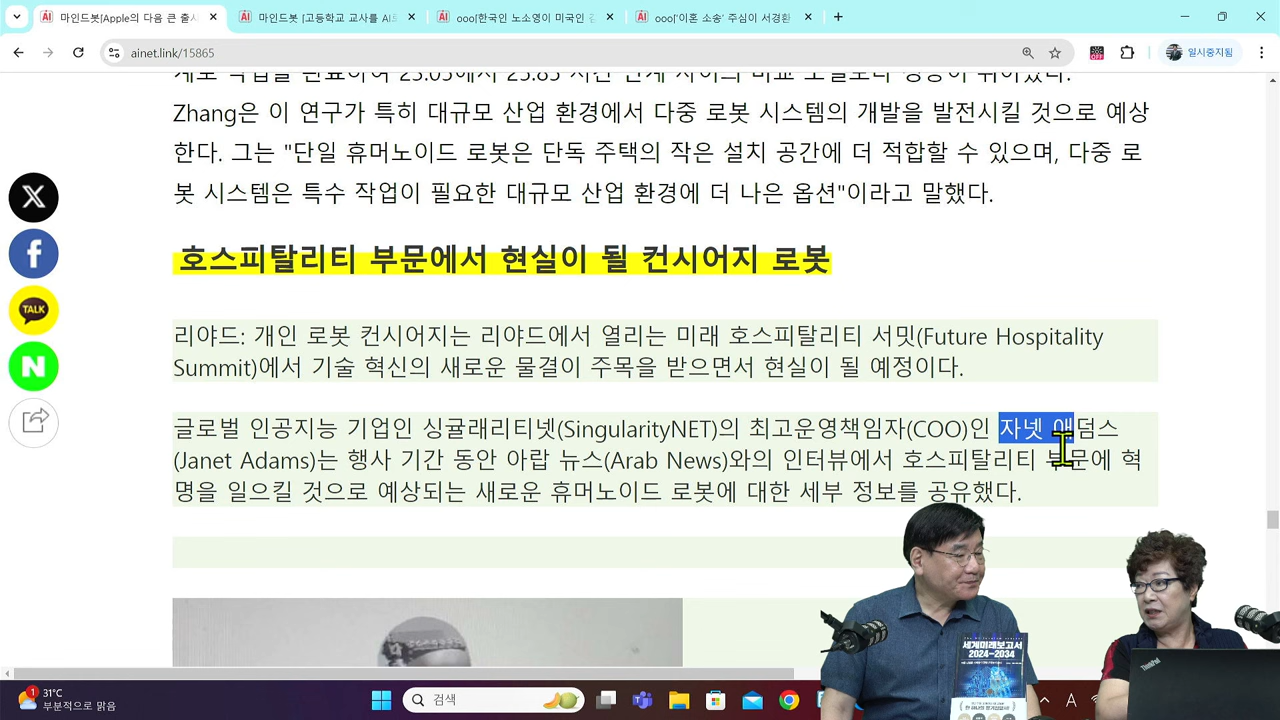 마인드봇[Apple의 다음 큰 출시
마인드봇 [고등학교 교사를 AI로
ooo[한국인 노소영이 미국인 김
ooo['이혼 소송' 주심이 서경환
ainet.link/15865
OFF
일시중지됨
Zhang은 이 연구가 특히 대규모 산업 환경에서 다중 로봇 시스템의 개발을 발전시킬 것으로 예상
한다. 그는 "단일 휴머노이드 로봇은 단독 주택의 작은 설치 공간에 더 적합할 수 있으며, 다중 로
봇 시스템은 특수 작업이 필요한 대규모 산업 환경에 더 나은 옵션"이라고 말했다.
호스피탈리티 부문에서 현실이 될 컨시어지 로봇
TALK
N
리야드: 개인 로봇 컨시어지는 리야드에서 열리는 미래 호스피탈리티 서밋(Future Hospitality
Summit)에서 기술 혁신의 새로운 물결이 주목을 받으면서 현실이 될 예정이다.
글로벌 인공지능 기업인 싱귤래리티넷(SingularityNET)의 최고운영책임자(COO)인 자넷 애덤스
(Janet Adams)는 행사 기간 동안 아랍 뉴스(Arab News)와의 인터뷰에서 호스피탈리티 부문에 혁
명을 일으킬 것으로 예상되는 새로운 휴머노이드 로봇에 대한 세부 정보를 공유했다.
세계미래보고서
2024~2034
ThinkPad
1
31°C
부분적으로 맑음
검색
A